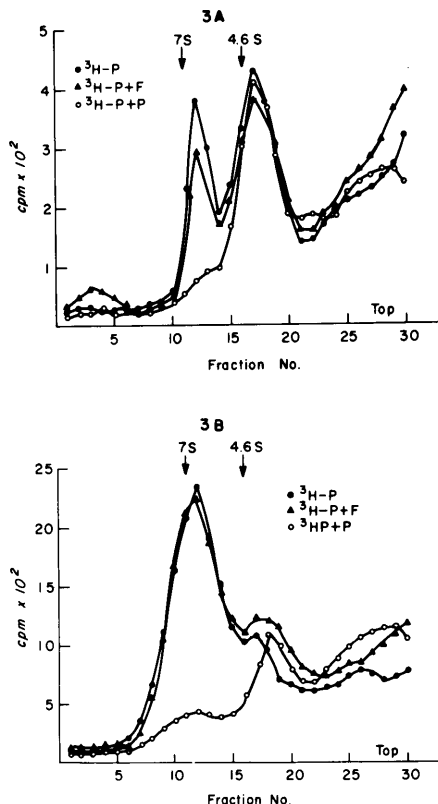 3A
7S 4.6S
● ³H-P
▲ ³H-P+F
○ ³H-P+P
5
4
3
2
1
cpm x 10²
Top
5 10 15 20 25 30
Fraction No.
3B
7S 4.6S
● ³H-P
▲ ³H-P+F
○ ³HP+P
25
20
15
10
5
cpm x 10²
Top
5 10 15 20 25 30
Fraction No.